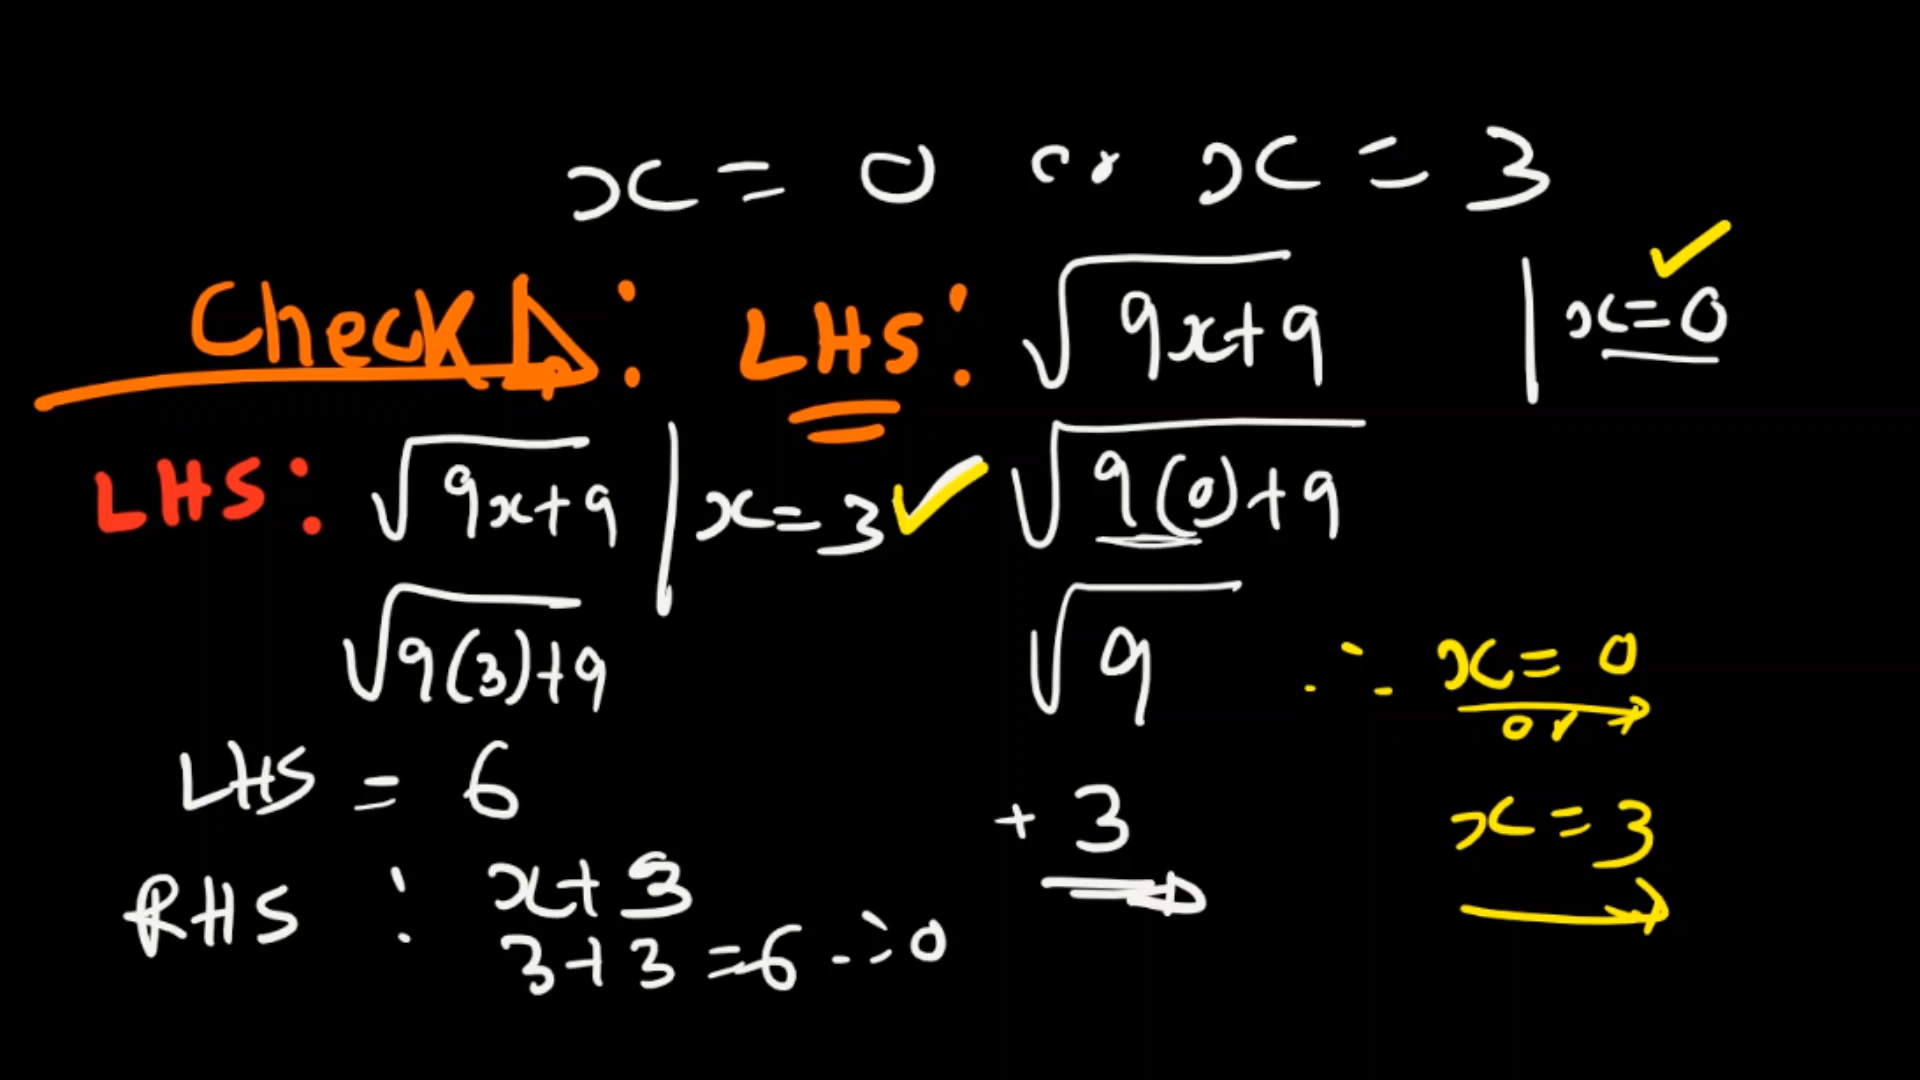 x = 0 or x = 3
Check : LHS: √(9x+9) | x=0 ✓
LHS: √(9x+9) | x=3 ✓
√(9(0)+9)
√(9(3)+9)
√9
LHS = 6
+3
RHS : x+3
3+3 = 6 ∴ 0
∴ x = 0
or
x = 3